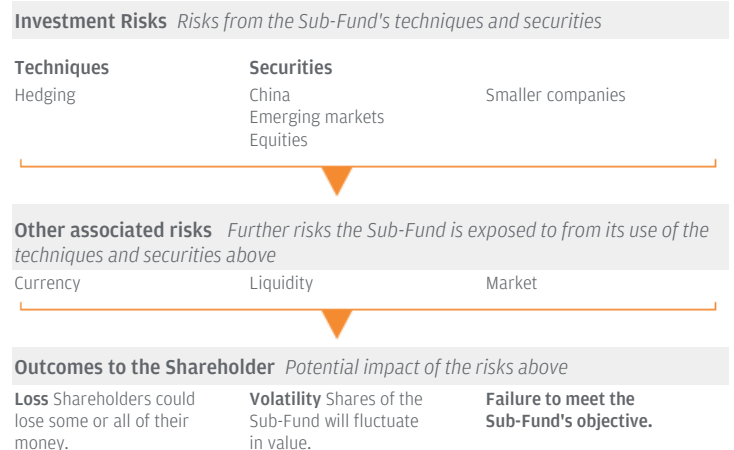 Investment Risks Risks from the Sub-Fund's techniques and securities
Techniques Securities
Hedging China Smaller companies
Emerging markets
Equities
Other associated risks Further risks the Sub-Fund is exposed to from its use of the
techniques and securities above
Currency Liquidity Market
Outcomes to the Shareholder Potential impact of the risks above
Loss Shareholders could
lose some or all of their
money.
Volatility Shares of the
Sub-Fund will fluctuate
in value.
Failure to meet the
Sub-Fund's objective.